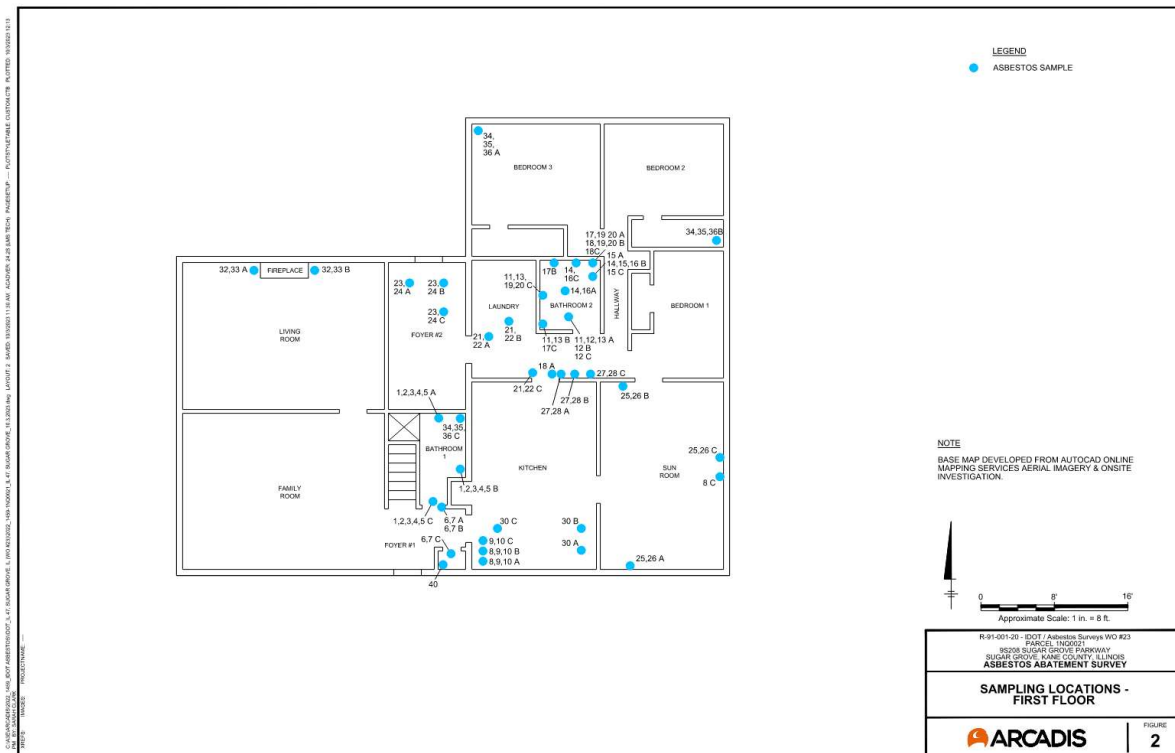 LEGEND
ASBESTOS SAMPLE
34,
35,
36 A
BEDROOM 3
BEDROOM 2
17,19 20 A
18,19,20 B
18C
34,35,36B
15 A
14,15,16 B
15 C
17B
14,
16C
32,33 A
FIREPLACE
32,33 B
23,
24 A
23,
24 B
11,13,
19,20 C
14,16A
LAUNDRY
BATHROOM 2
HALLWAY
BEDROOM 1
23,
24 C
LIVING
ROOM
FOYER #2
21,
22 B
21,
22 A
11,13 B
17C
11,12,13 A
12 B
12 C
18 A
21,22 C
27,28 C
27,28 B
27,28 A
25,26 B
1,2,3,4,5 A
34,35,
36 C
BATHROOM
1
NOTE
BASE MAP DEVELOPED FROM AUTOCAD ONLINE
MAPPING SERVICES AERIAL IMAGERY & ONSITE
INVESTIGATION.
25,26 C
KITCHEN
SUN
ROOM
8 C
1,2,3,4,5 B
FAMILY
ROOM
1,2,3,4,5 C
6,7 A
6,7 B
30 C
30 B
6,7 C
9,10 C
FOYER #1
8,9,10 B
30 A
8,9,10 A
25,26 A
40
0
8'
16'
Approximate Scale: 1 in. = 8 ft.
R-91-001-20 - IDOT / Asbestos Surveys WO #23
PARCEL 1NQ0021
9S208 SUGAR GROVE PARKWAY
SUGAR GROVE, KANE COUNTY, ILLINOIS
ASBESTOS ABATEMENT SURVEY
SAMPLING LOCATIONS -
FIRST FLOOR
ARCADIS
FIGURE
2